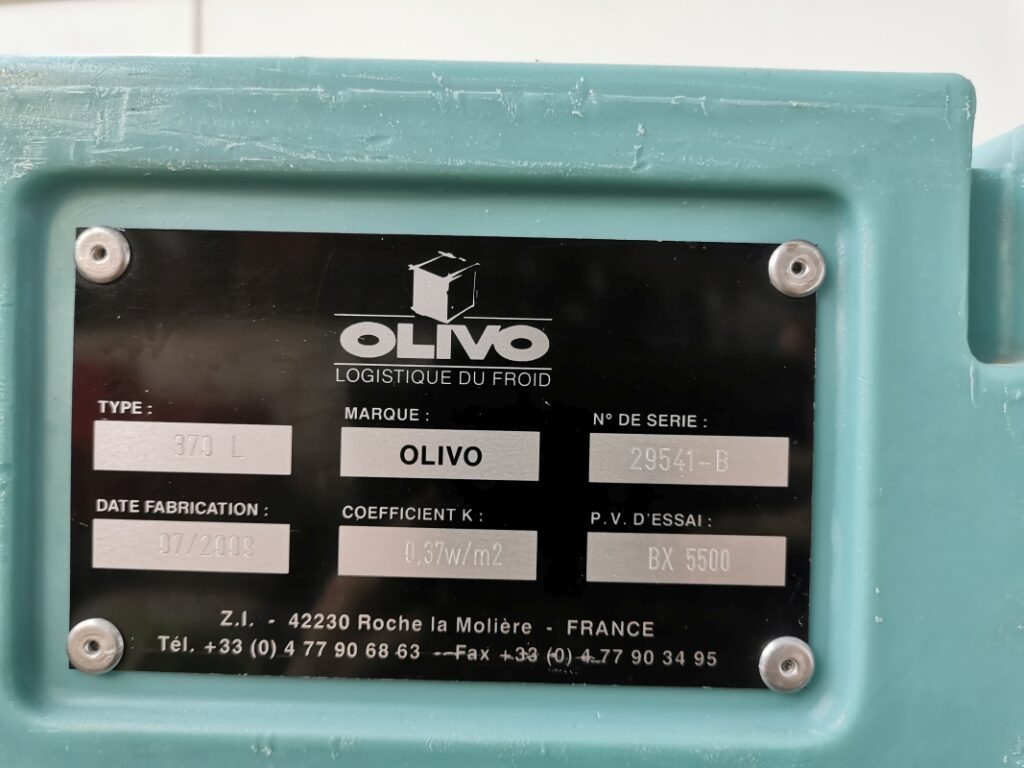 OLIVO
LOGISTIQUE DU FROID
TYPE : MARQUE : N° DE SERIE :
370 L OLIVO 29541-B
DATE FABRICATION : COEFFICIENT K : P.V. D'ESSAI :
07/2009 0,37w/m2 BX 5500
Z.I. - 42230 Roche la Molière - FRANCE
Tél. +33 (0) 4 77 90 68 63 - Fax +33 (0) 4 77 90 34 95